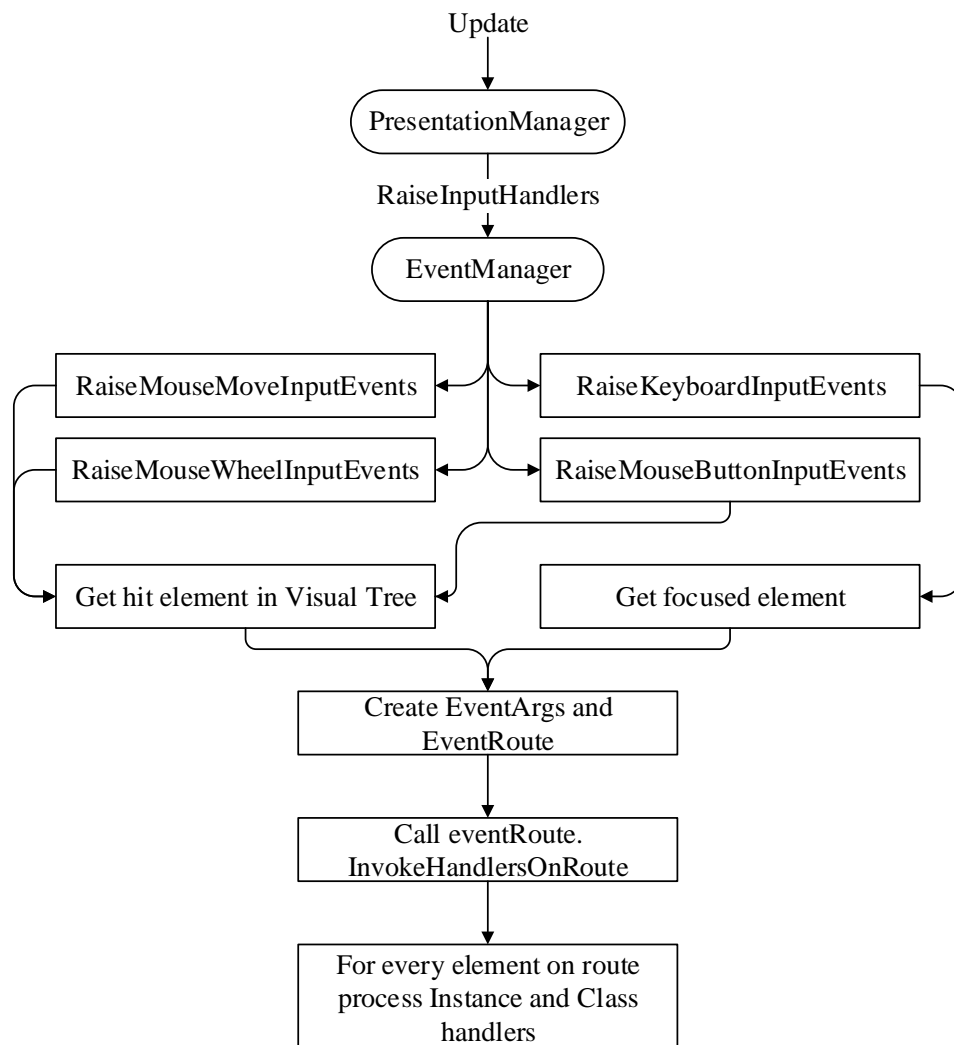 Update
PresentationManager
RaiseInputHandlers
EventManager
RaiseMouseMoveInputEvents
RaiseKeyboardInputEvents
RaiseMouseWheelInputEvents
RaiseMouseButtonInputEvents
Get hit element in Visual Tree
Get focused element
Create EventArgs and
EventRoute
Call eventRoute.
InvokeHandlersOnRoute
For every element on route
process Instance and Class
handlers